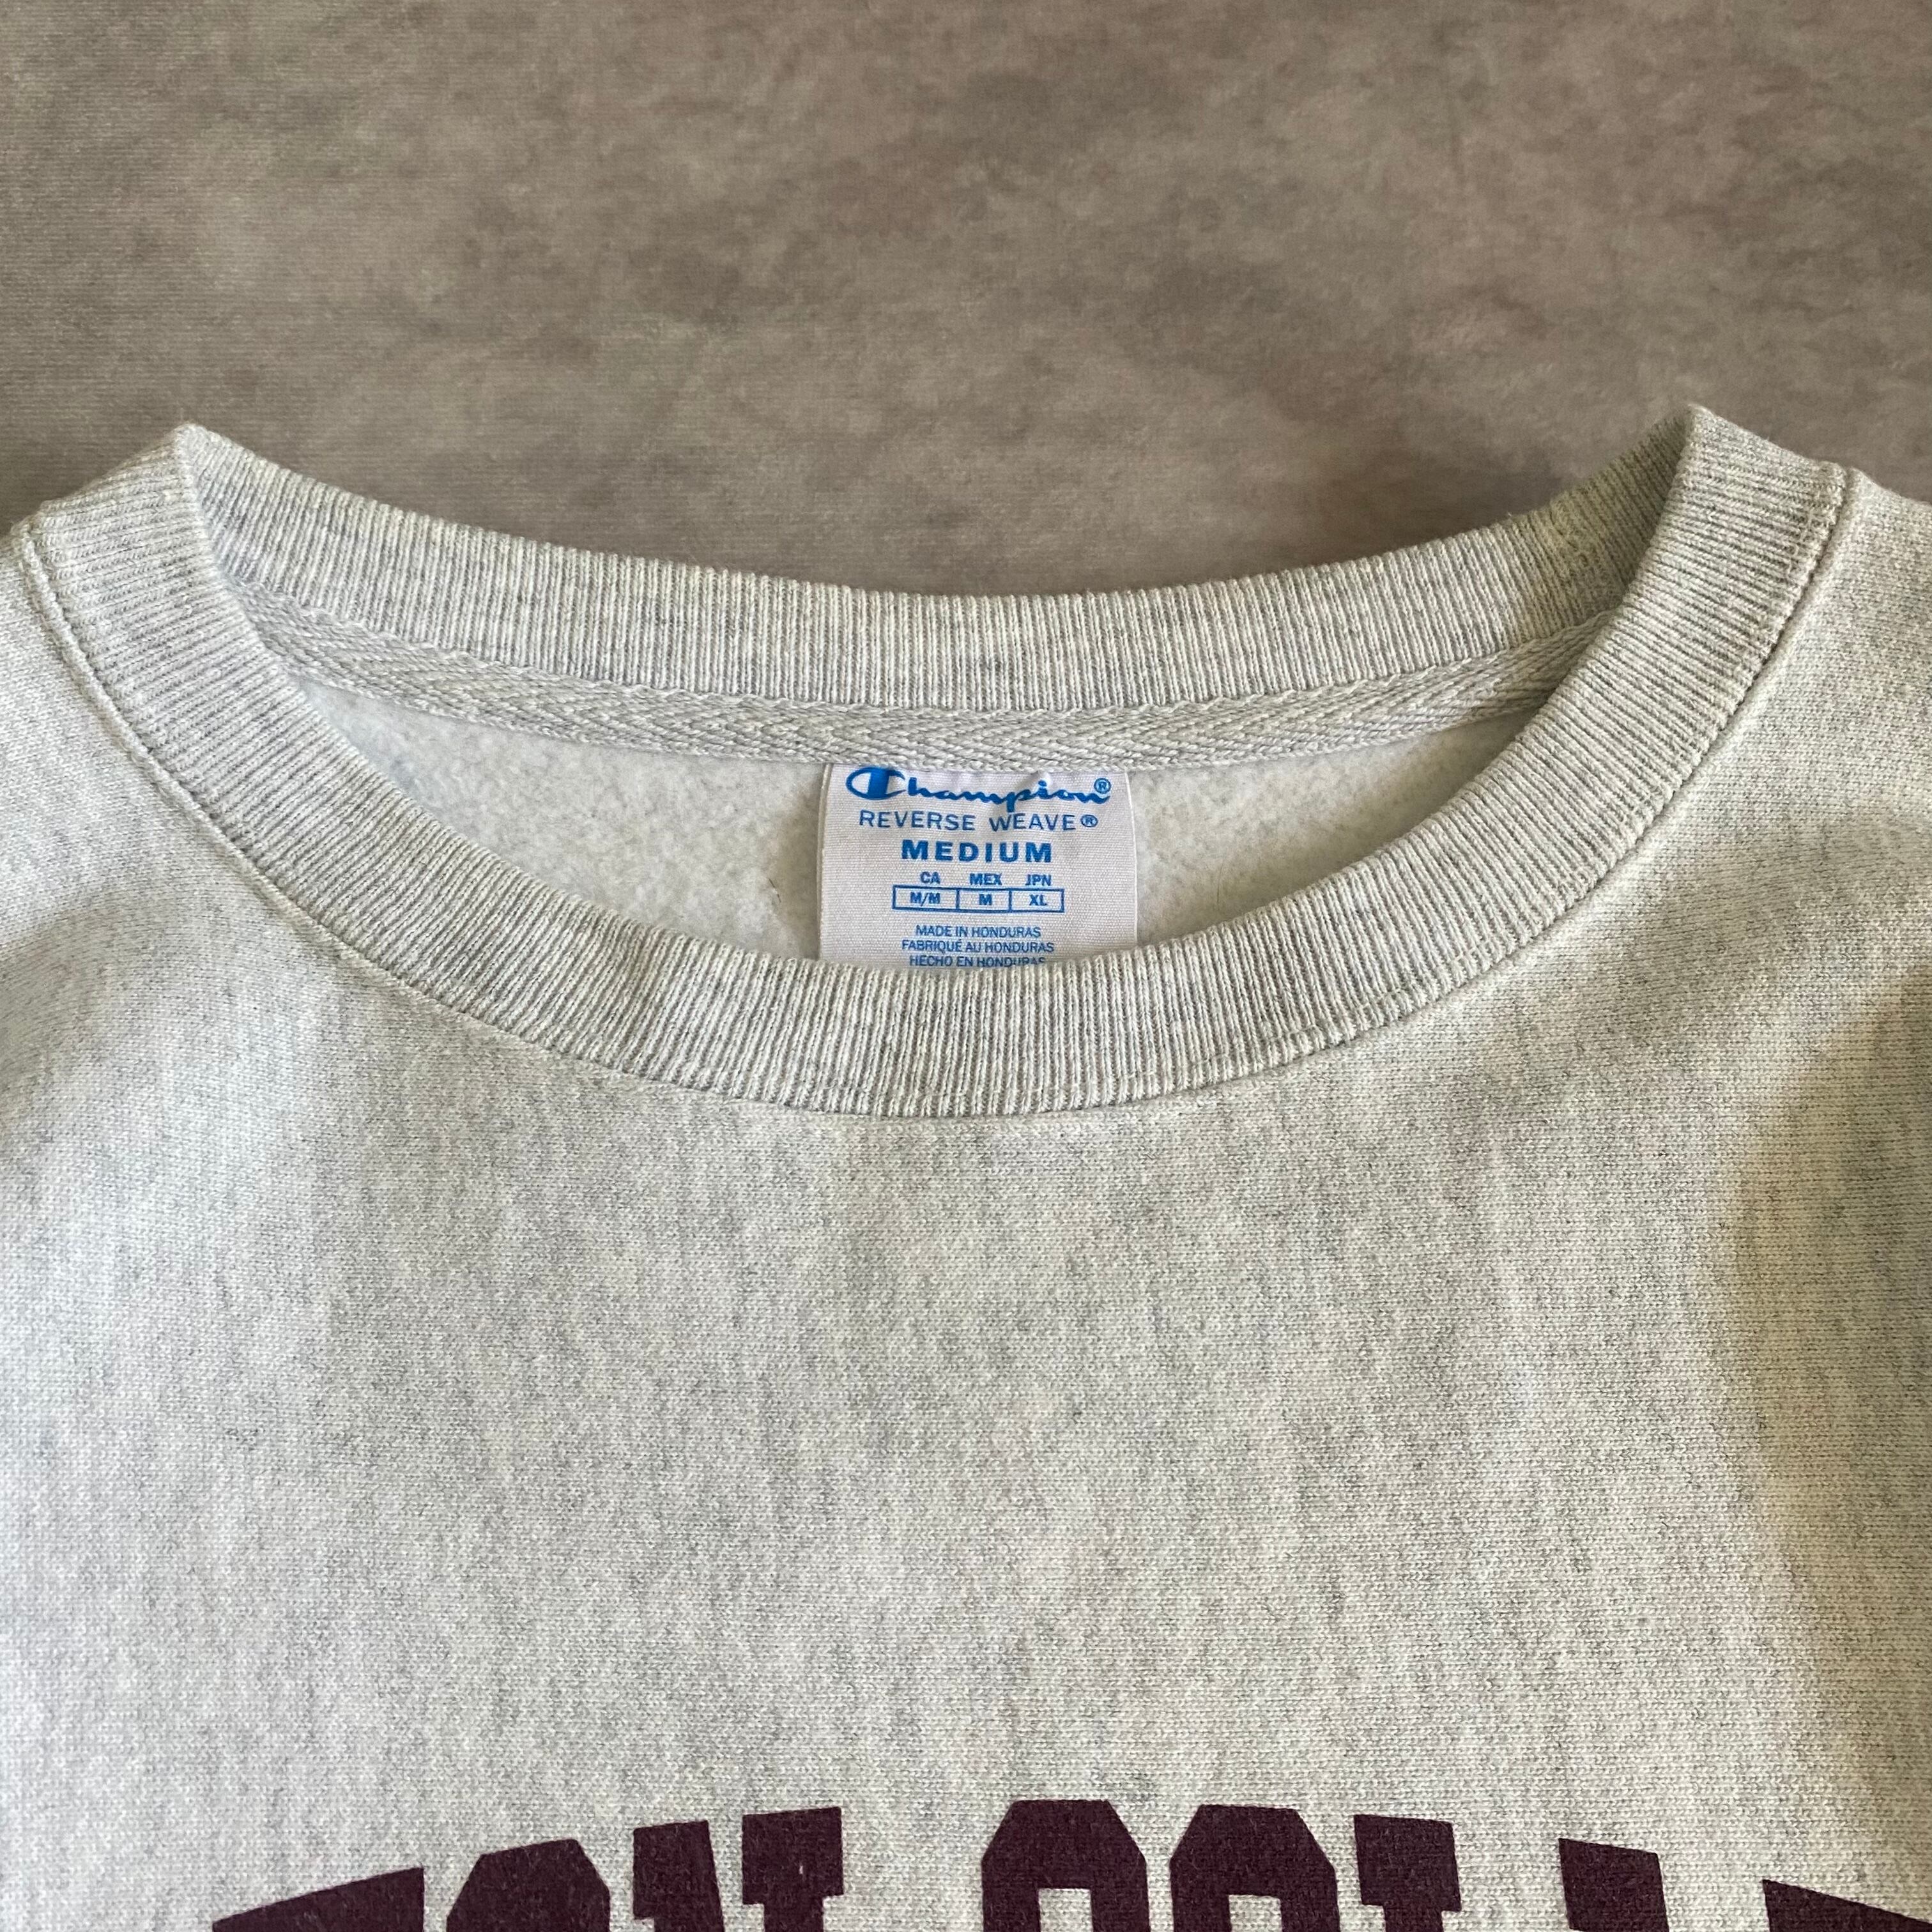 Champion®
REVERSE WEAVE®
MEDIUM
CA MEX JPN
M/M M XL
MADE IN HONDURAS
FABRIQUÉ AU HONDURAS
HECHO EN HONDURAS